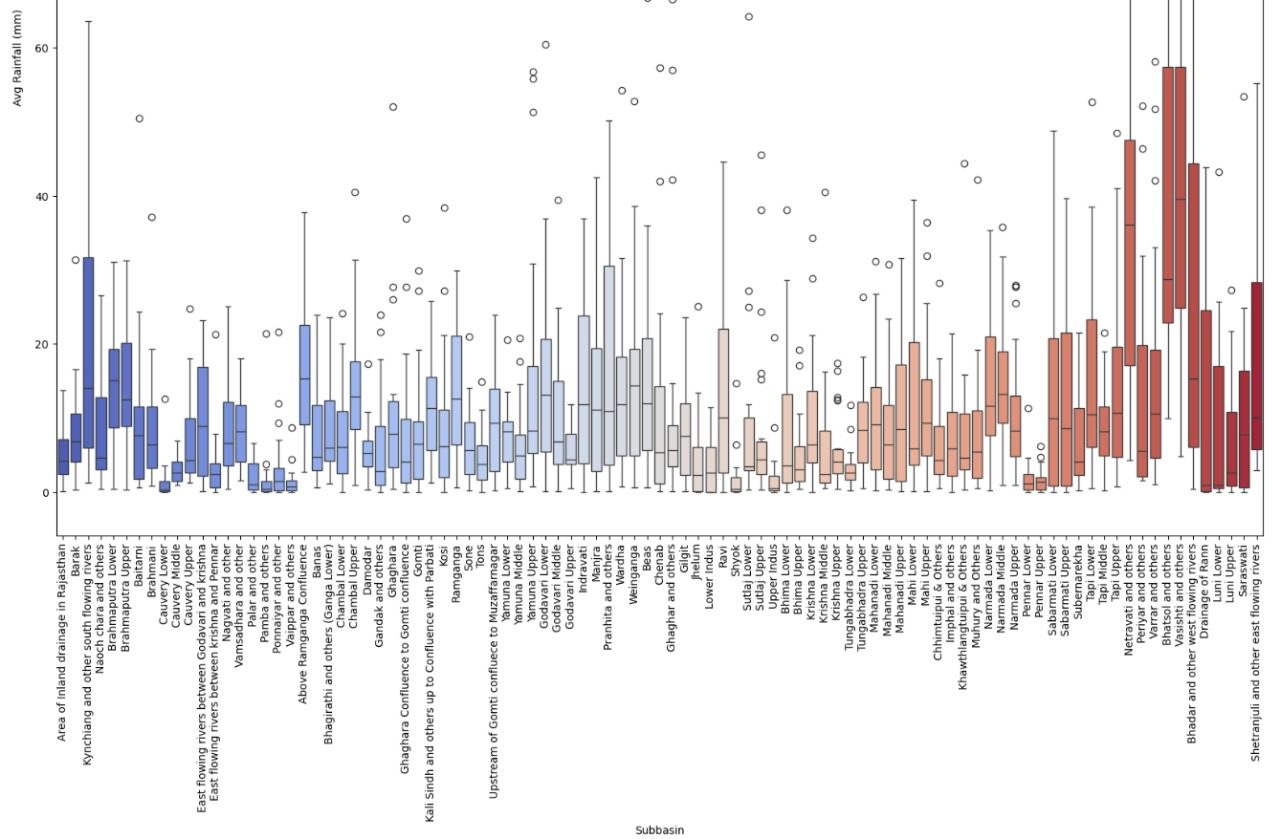 Avg Rainfall (mm)
60
40
20
0
Area of Inland drainage in Rajasthan
Barak
Kynchiang and other south flowing rivers
Naoch chara and others
Brahmaputra Lower
Brahmaputra Upper
Baitarni
Brahmani
Cauvery Lower
Cauvery Middle
Cauvery Upper
East flowing rivers between Godavari and krishna
East flowing rivers between krishna and Pennar
Nagvati and other
Vamsadhara and other
Palar and other
Pamba and others
Ponnaiyar and other
Vaippar and others
Above Ramganga Confluence
Banas
Bhagirathi and others (Ganga Lower)
Chambal Lower
Chambal Upper
Damodar
Gandak and others
Ghaghara
Ghaghara Confluence to Gomti confluence
Gomti
Kali Sindh and others up to Confluence with Parbati
Kosi
Ramganga
Sone
Tons
Upstream of Gomti confluece to Muzaffarnagar
Yamuna Lower
Yamuna Middle
Yamuna Upper
Godavari Lower
Godavari Middle
Godavari Upper
Indravati
Manjra
Pranhita and others
Wardha
Weinganga
Beas
Chenab
Ghaghar and others
Gilgit
Jhelum
Lower Indus
Ravi
Shyok
Sutlaj Lower
Sutlaj Upper
Upper Indus
Bhima Lower
Bhima Upper
Krishna Lower
Krishna Middle
Krishna Upper
Tungabhadra Lower
Tungabhadra Upper
Mahanadi Lower
Mahanadi Middle
Mahanadi Upper
Mahi Lower
Mahi Upper
Chhimtuipui & Others
Imphal and others
Khawthlangtuipui & Others
Muhury and Others
Narmada Lower
Narmada Middle
Narmada Upper
Pennar Lower
Pennar Upper
Sabarmati Lower
Sabarmati Upper
Subernarekha
Tapi Lower
Tapi Middle
Tapi Upper
Netravati and others
Periyar and others
Varrar and others
Bhatsol and others
Vasishti and others
Bhadar and other west flowing rivers
Drainage of Rann
Luni Lower
Luni Upper
Saraswati
Shetranjuli and other east flowing rivers
Subbasin